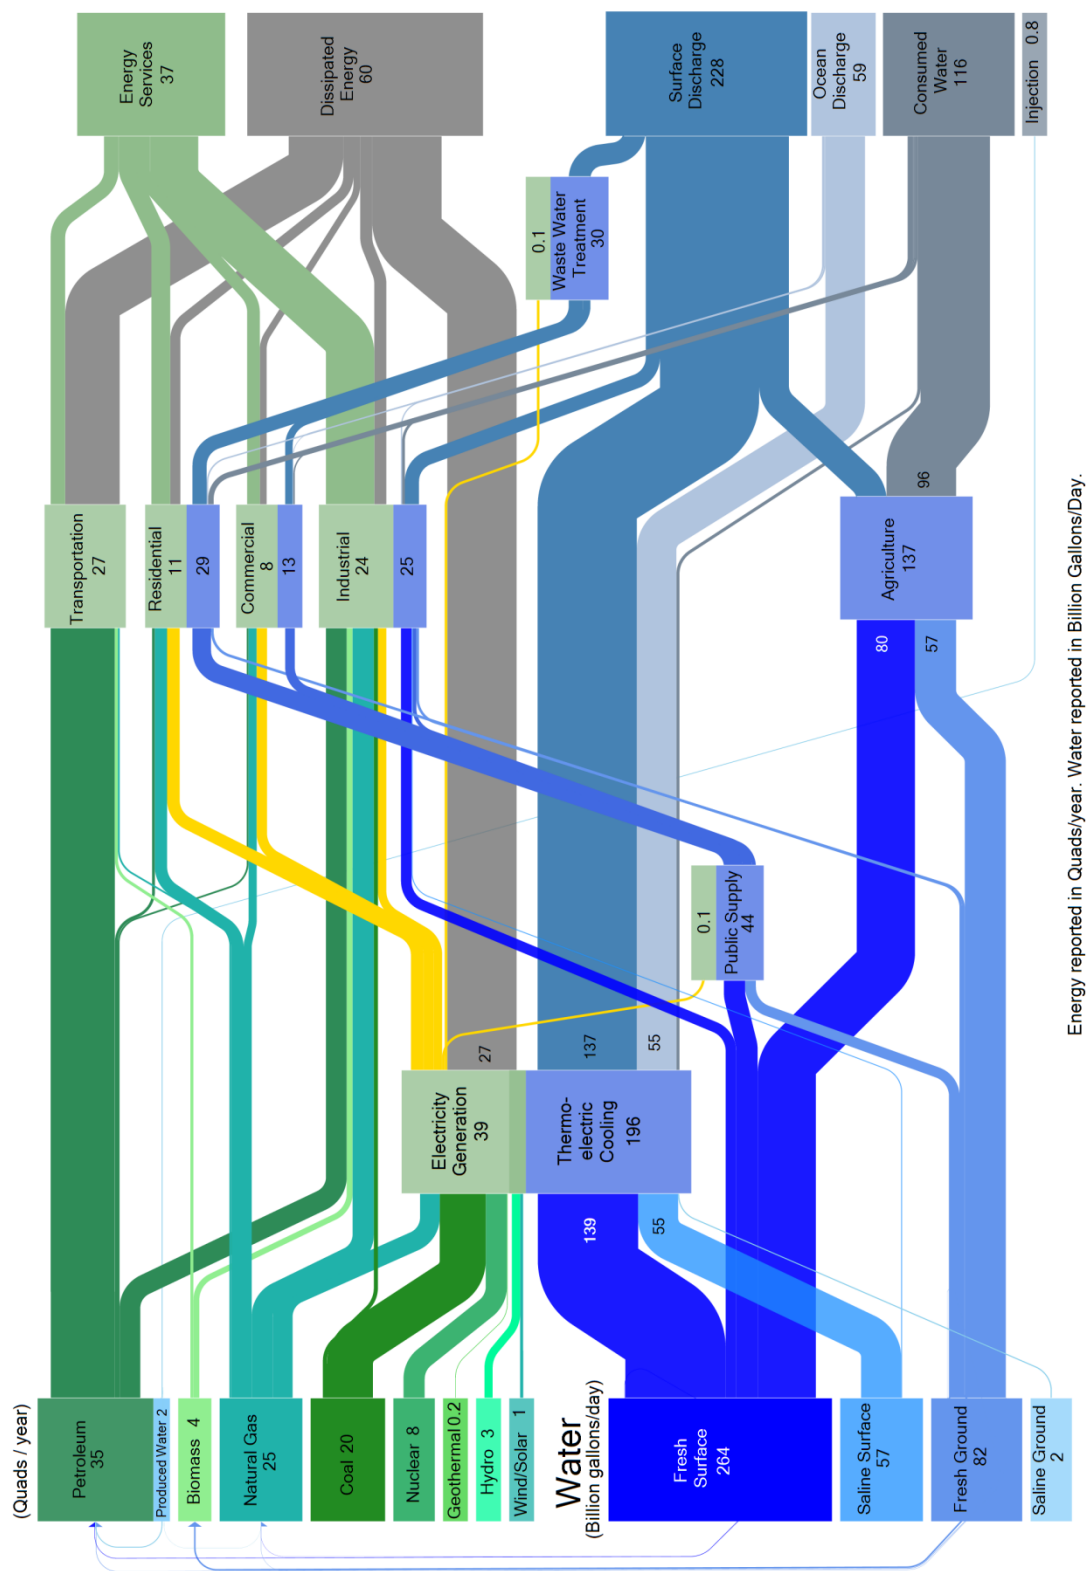 (Quads / year)
Petroleum
35
Produced Water 2
Biomass 4
Natural Gas
25
Coal 20
Nuclear 8
Geothermal 0.2
Hydro 3
Wind/Solar 1
Water
(Billion gallons/day)
Fresh
Surface
264
Saline Surface
57
Fresh Ground
82
Saline Ground
2
Electricity
Generation
39
27
Thermo-
electric
Cooling
196
139
55
137
55
0.1
Public Supply
44
Transportation
27
Residential
11
29
Commercial
8
13
Industrial
24
25
80
57
Agriculture
137
96
0.1
Waste Water
Treatment
30
Energy
Services
37
Dissipated
Energy
60
Surface
Discharge
228
Ocean
Discharge
59
Consumed
Water
116
Injection 0.8
Energy reported in Quads/year. Water reported in Billion Gallons/Day.